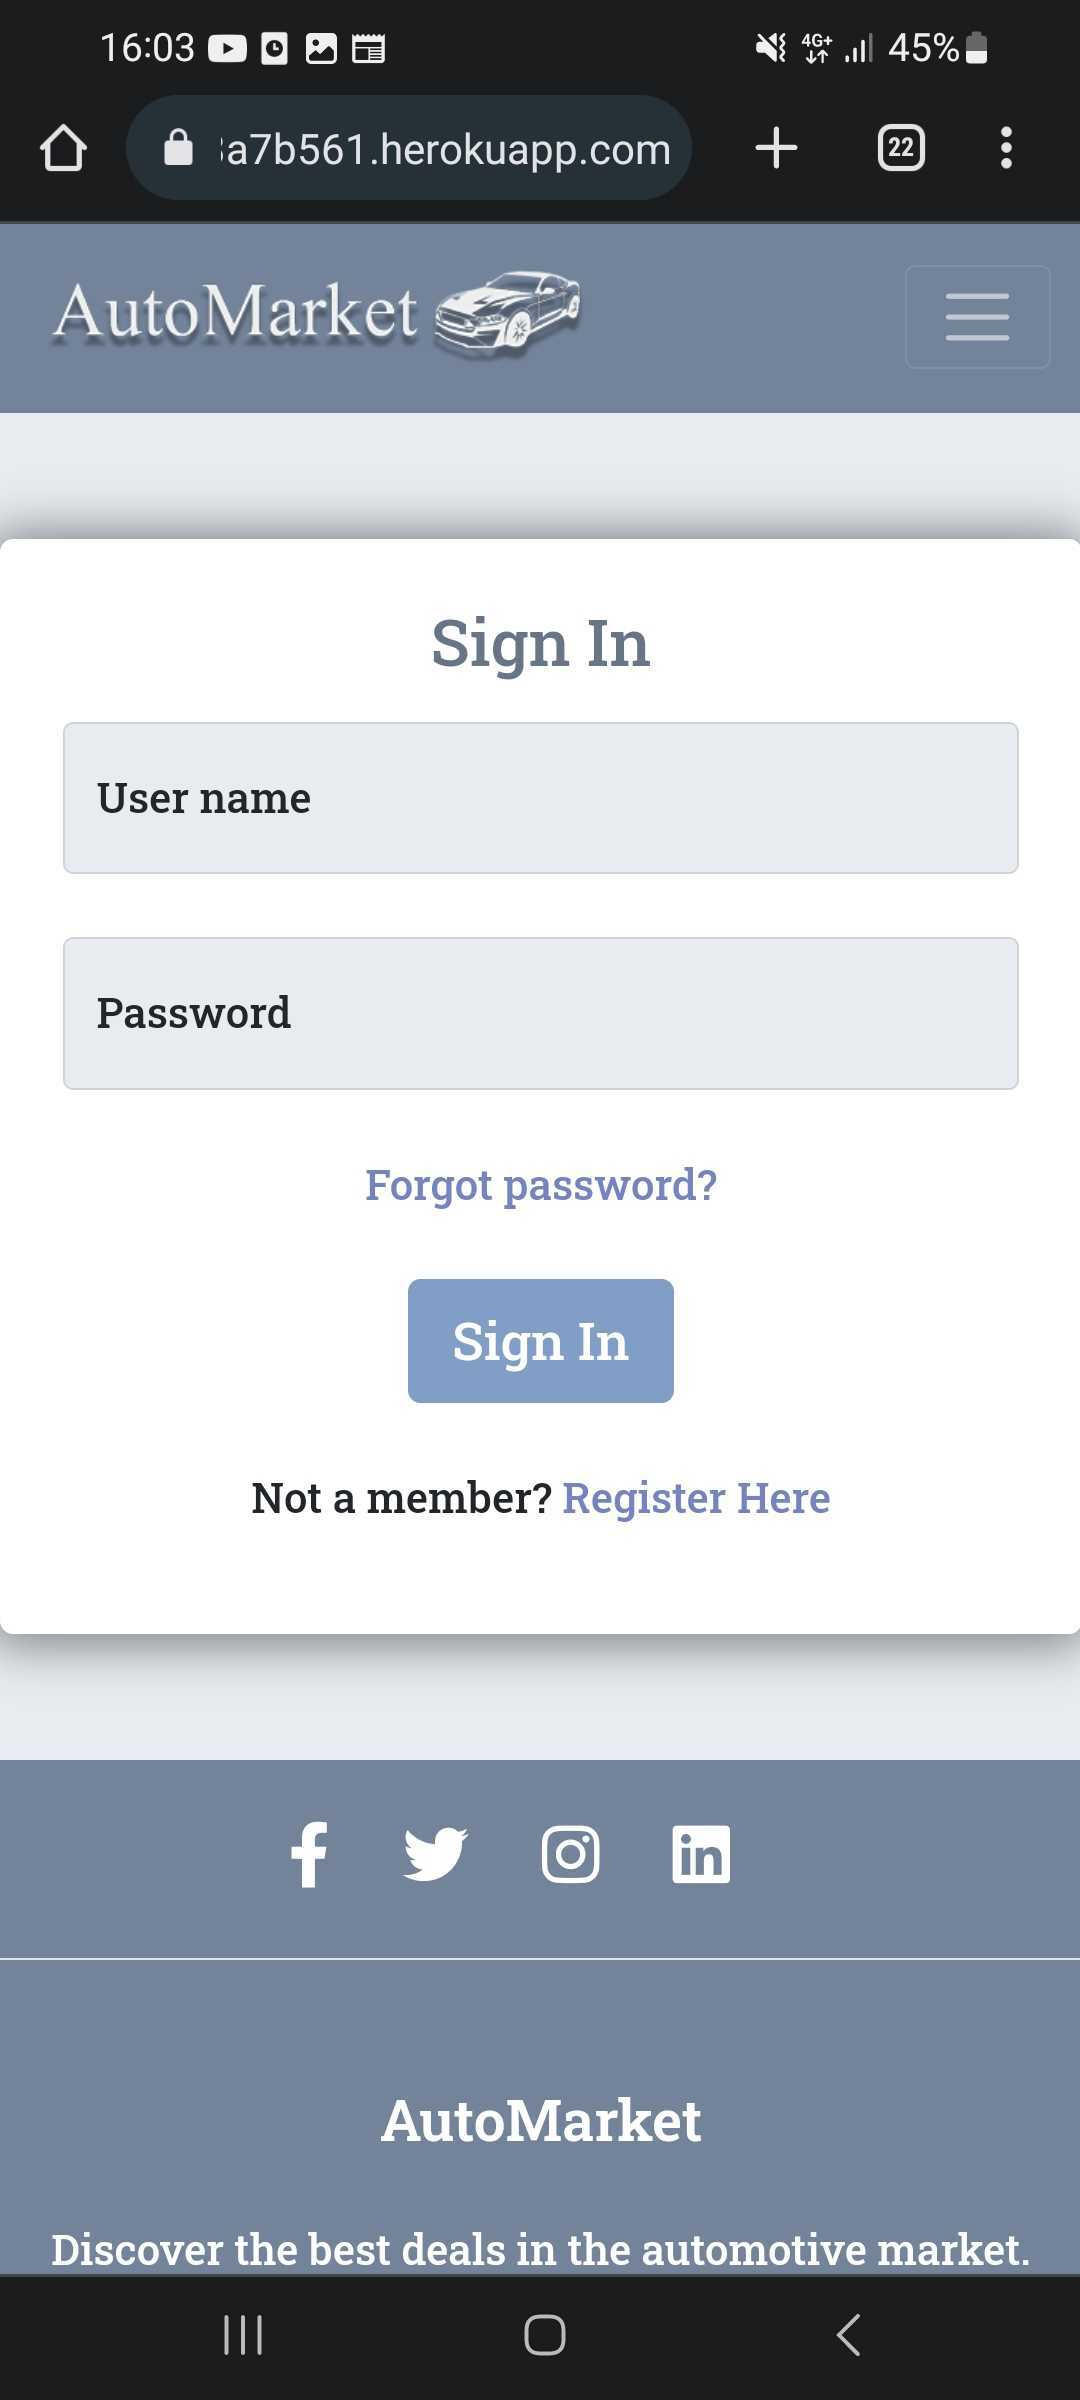 16:03
4G+ 45%
a7b561.herokuapp.com
22
AutoMarket
Sign In
User name
Password
Forgot password?
Sign In
Not a member? Register Here
AutoMarket
Discover the best deals in the automotive market.